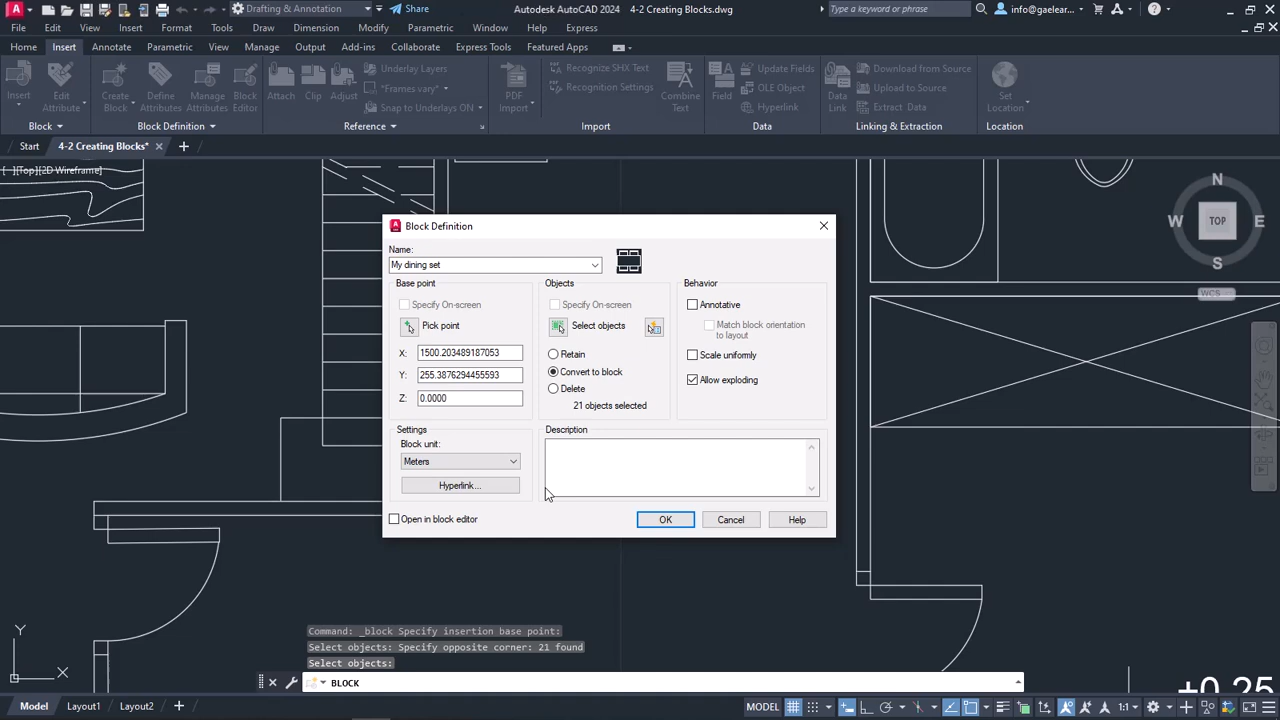 Drafting & Annotation
Share
Autodesk AutoCAD 2024
4-2 Creating Blocks.dwg
Type a keyword or phrase
info@gaelear...
File
Edit
View
Insert
Format
Tools
Draw
Dimension
Modify
Parametric
Window
Help
Express
Home
Insert
Annotate
Parametric
View
Manage
Output
Add-ins
Collaborate
Express Tools
Featured Apps
Insert
Edit
Attribute
Create
Block
Define
Attributes
Manage
Attributes
Block
Editor
Attach
Clip
Adjust
Underlay Layers
*Frames vary*
Snap to Underlays ON
PDF
Import
Recognize SHX Text
Recognition Settings
Combine
Text
Field
Update Fields
OLE Object
Hyperlink
Data
Link
Download from Source
Upload to Source
Extract Data
Set
Location
Block
Block Definition
Reference
Import
Data
Linking & Extraction
Location
Start
4-2 Creating Blocks*
[-][Top][2D Wireframe]
N
W
TOP
E
S
WCS
Block Definition
Name:
My dining set
Base point
Specify On-screen
Pick point
X:
1500.203489187053
Y:
255.3876294455593
Z:
0.0000
Objects
Specify On-screen
Select objects
Retain
Convert to block
Delete
21 objects selected
Behavior
Annotative
Match block orientation
to layout
Scale uniformly
Allow exploding
Settings
Block unit:
Meters
Hyperlink...
Description
Open in block editor
OK
Cancel
Help
Command: _block Specify insertion base point:
Select objects: Specify opposite corner: 21 found
Select objects:
BLOCK
Y
X
+0.25
Model
Layout1
Layout2
MODEL
1:1